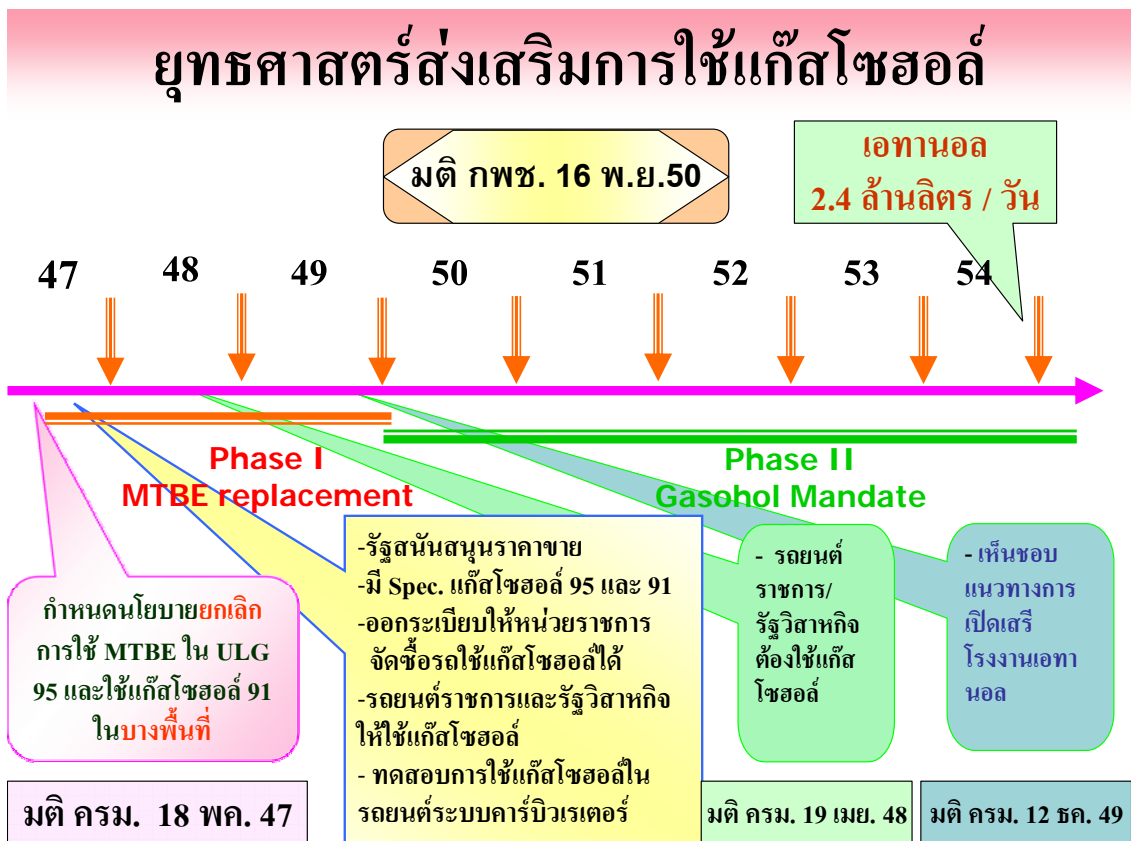 ยุทธศาสตร์ส่งเสริมการใช้แก๊สโซฮอล์
มติ กพช. 16 พ.ย.50
เอทานอล
2.4 ล้านลิตร / วัน
47 48 49 50 51 52 53 54
Phase I
MTBE replacement
Phase II
Gasohol Mandate
กำหนดนโยบายยกเลิก
การใช้ MTBE ใน ULG
95 และใช้แก๊สโซฮอล์ 91
ในบางพื้นที่
มติ ครม. 18 พค. 47
-รัฐสนันสนุนราคาขาย
-มี Spec. แก๊สโซฮอล์ 95 และ 91
-ออกระเบียบให้หน่วยราชการ
จัดซื้อรถใช้แก๊สโซฮอล์ได้
-รถยนต์ราชการและรัฐวิสาหกิจ
ให้ใช้แก๊สโซฮอล์
- ทดสอบการใช้แก๊สโซฮอล์ใน
รถยนต์ระบบคาร์บิวเรเตอร์
- รถยนต์
ราชการ/
รัฐวิสาหกิจ
ต้องใช้แก๊ส
โซฮอล์
มติ ครม. 19 เมย. 48
- เห็นชอบ
แนวทางการ
เปิดเสรี
โรงงานเอทา
นอล
มติ ครม. 12 ธค. 49